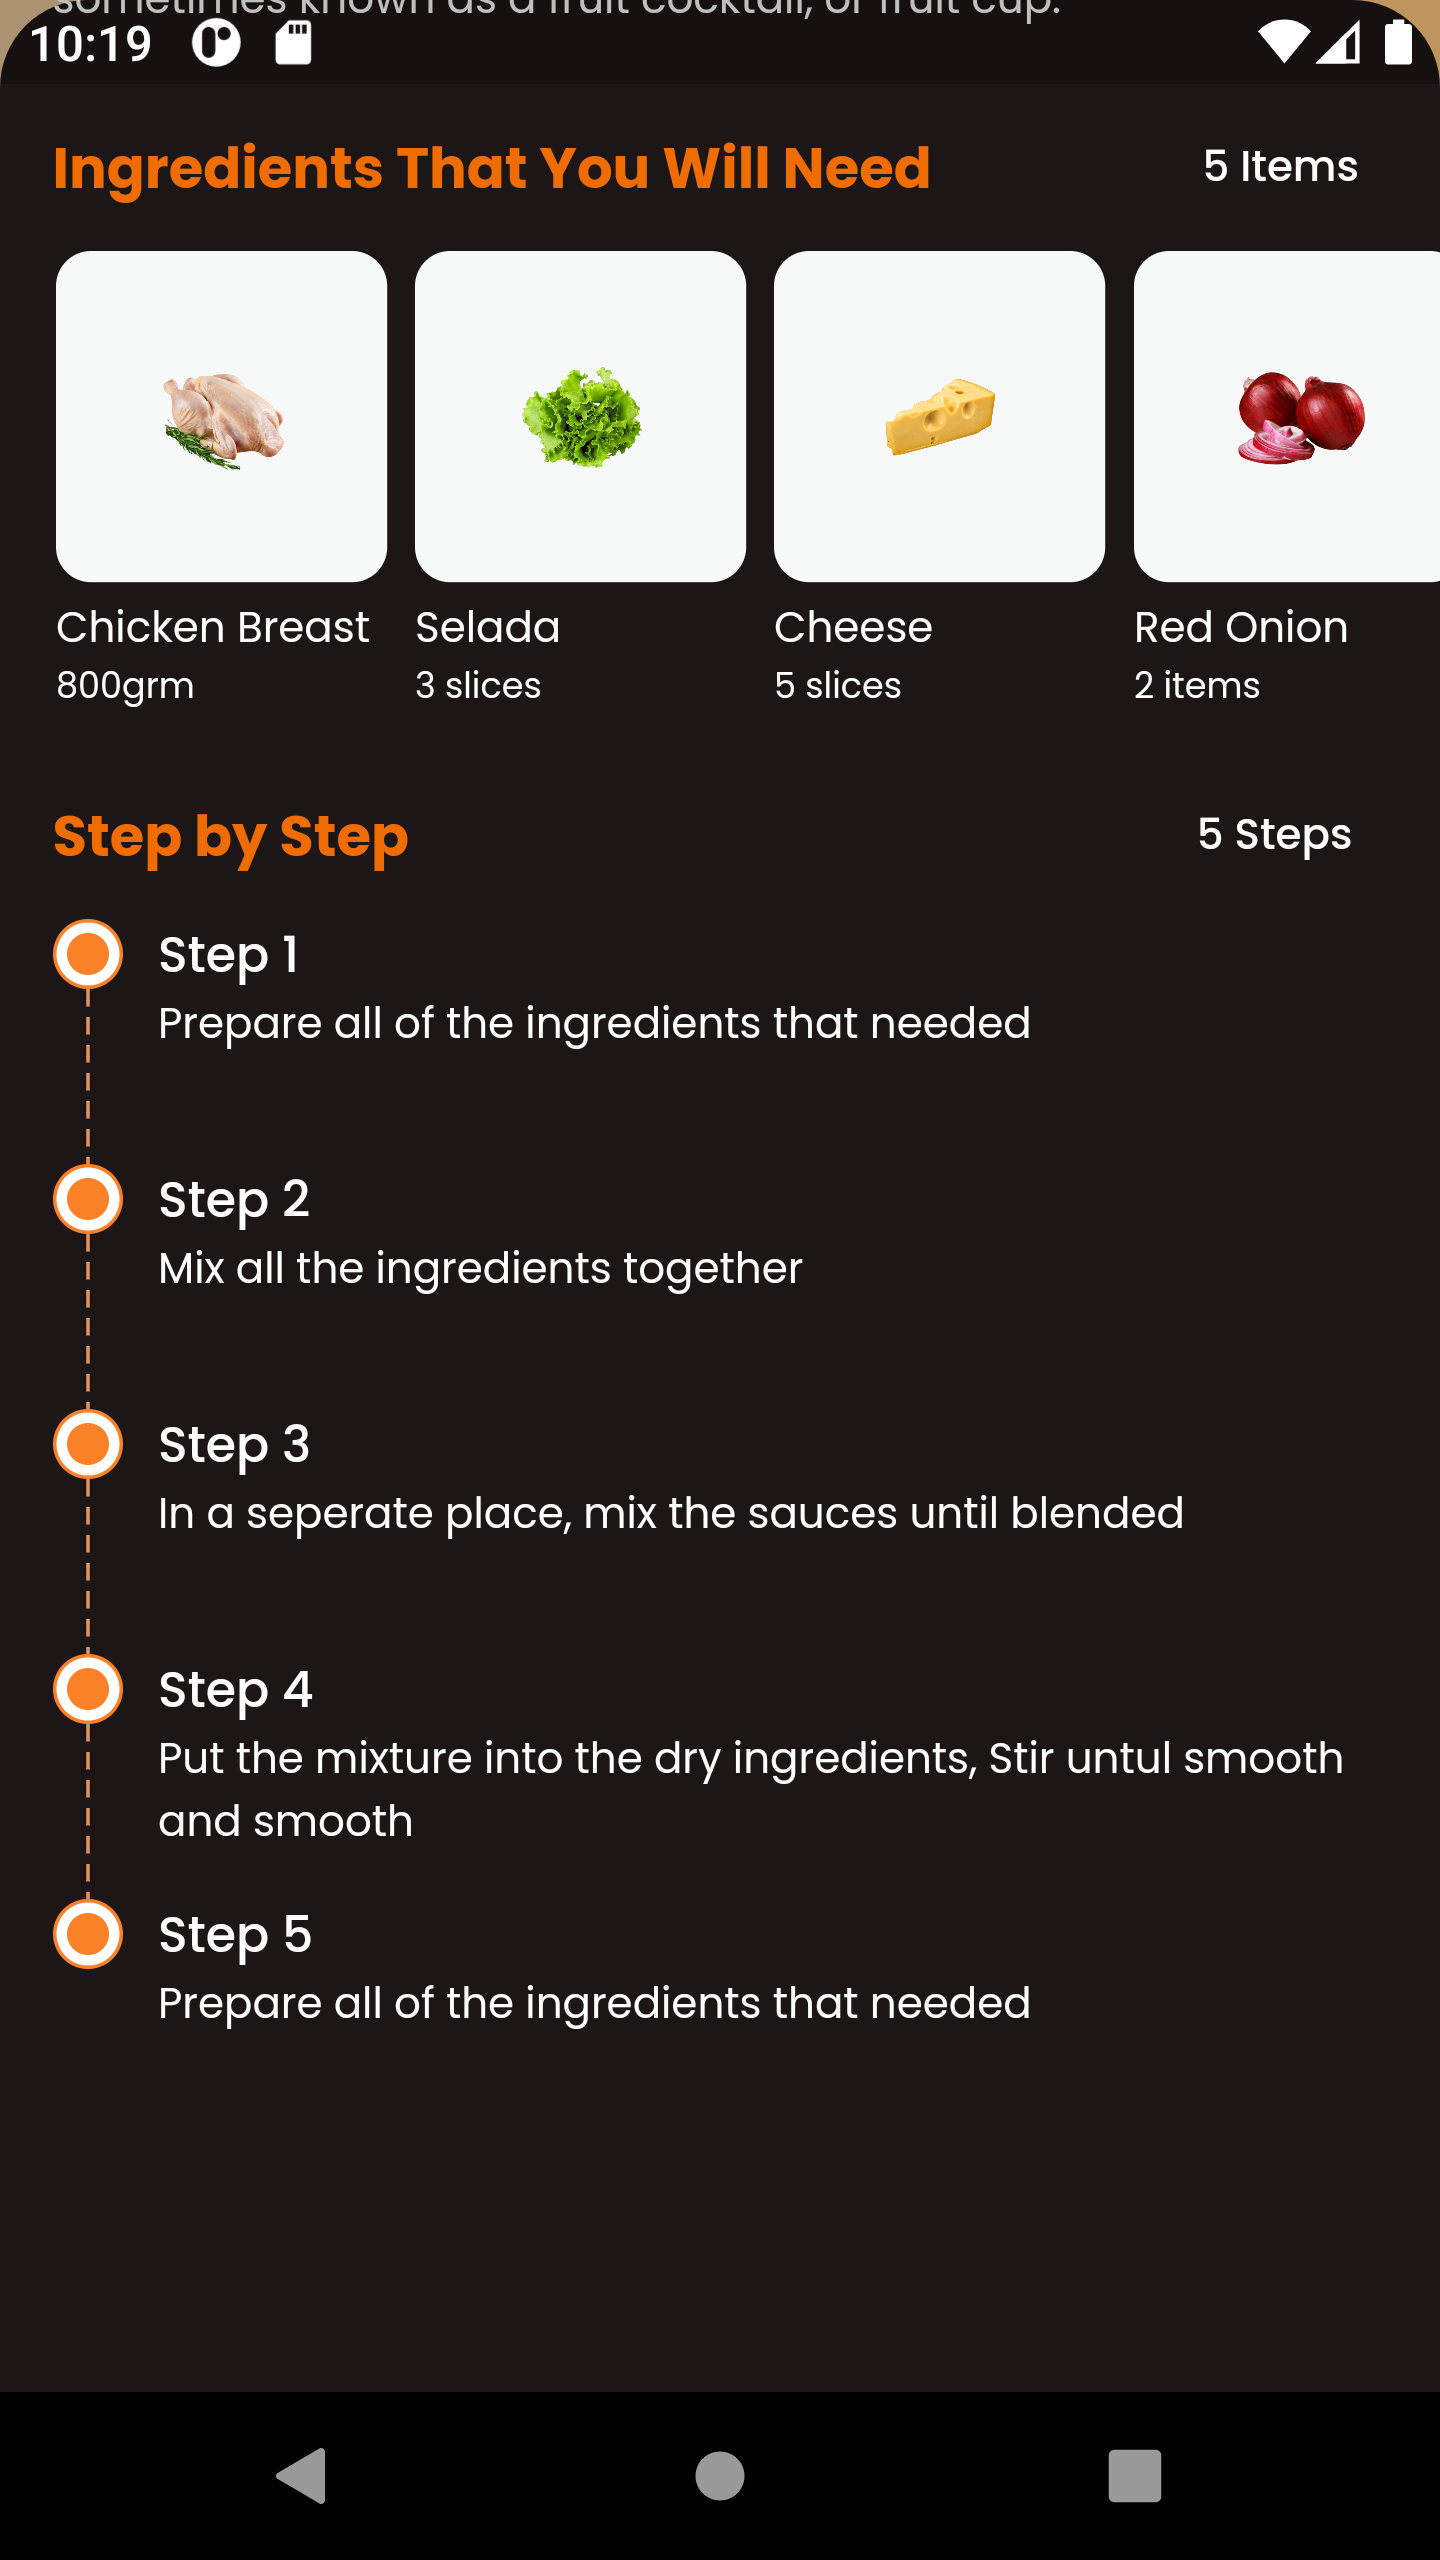 sometimes known as a fruit cocktail, or fruit cup.
10:19
Ingredients That You Will Need
5 Items
Chicken Breast
800grm
Selada
3 slices
Cheese
5 slices
Red Onion
2 items
Step by Step
5 Steps
Step 1
Prepare all of the ingredients that needed
Step 2
Mix all the ingredients together
Step 3
In a seperate place, mix the sauces until blended
Step 4
Put the mixture into the dry ingredients, Stir untul smooth
and smooth
Step 5
Prepare all of the ingredients that needed